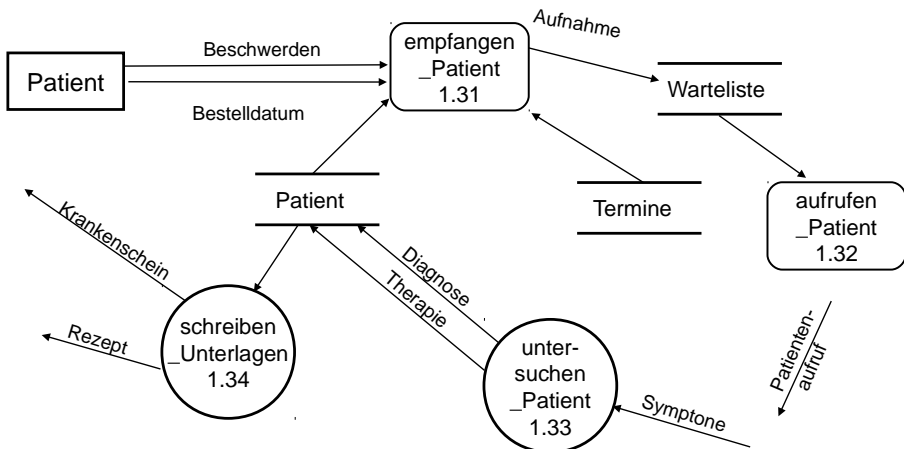 Aufnahme
Beschwerden
empfangen
_Patient
1.31
Patient
Bestelldatum
Warteliste
Patient
Termine
aufrufen
_Patient
1.32
Krankenschein
Diagnose
Therapie
schreiben
_Unterlagen
1.34
Rezept
unter-
suchen
_Patient
1.33
Symptone
Patienten-
aufruf